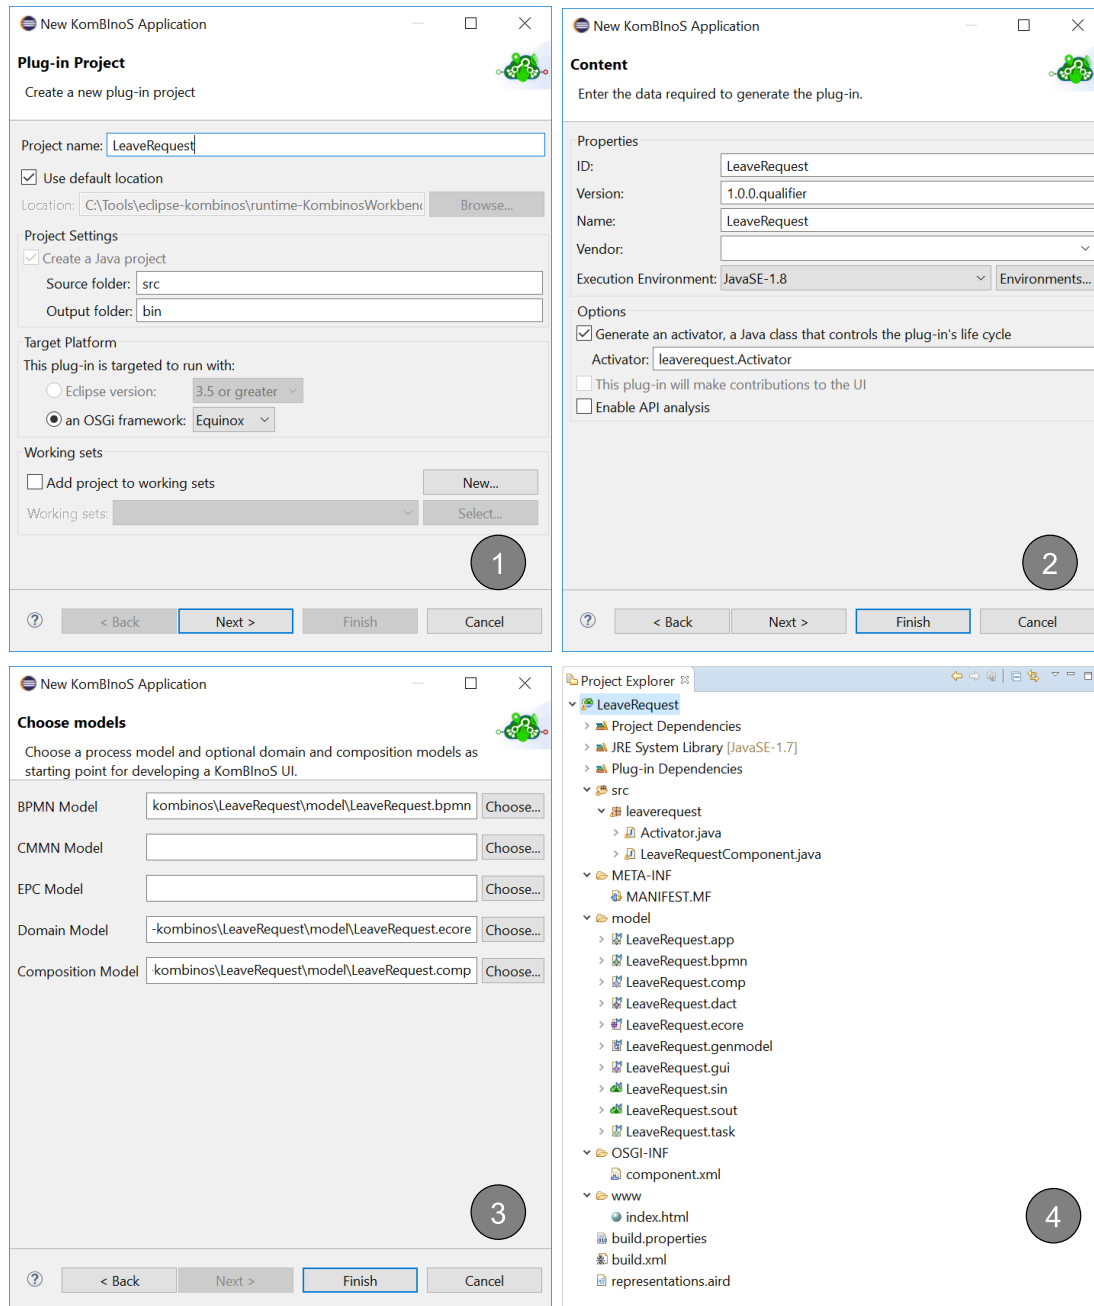 New KomBInoS Application
Plug-in Project
Create a new plug-in project
Project name: LeaveRequest
Use default location
Location: C:\Tools\eclipse-kombinos\runtime-KombinosWorkbenc Browse...
Project Settings
Create a Java project
Source folder: src
Output folder: bin
Target Platform
This plug-in is targeted to run with:
Eclipse version: 3.5 or greater
an OSGi framework: Equinox
Working sets
Add project to working sets New...
Working sets: Select...
1
? < Back Next > Finish Cancel
New KomBInoS Application
Content
Enter the data required to generate the plug-in.
Properties
ID: LeaveRequest
Version: 1.0.0.qualifier
Name: LeaveRequest
Vendor:
Execution Environment: JavaSE-1.8 Environments...
Options
Generate an activator, a Java class that controls the plug-in's life cycle
Activator: leaverequest.Activator
This plug-in will make contributions to the UI
Enable API analysis
2
? < Back Next > Finish Cancel
New KomBInoS Application
Choose models
Choose a process model and optional domain and composition models as
starting point for developing a KomBInoS UI.
BPMN Model kombinos\LeaveRequest\model\LeaveRequest.bpmn Choose...
CMMN Model Choose...
EPC Model Choose...
Domain Model -kombinos\LeaveRequest\model\LeaveRequest.ecore Choose...
Composition Model -kombinos\LeaveRequest\model\LeaveRequest.comp Choose...
3
? < Back Next > Finish Cancel
Project Explorer
LeaveRequest
Project Dependencies
JRE System Library [JavaSE-1.7]
Plug-in Dependencies
src
leaverequest
Activator.java
LeaveRequestComponent.java
META-INF
MANIFEST.MF
model
LeaveRequest.app
LeaveRequest.bpmn
LeaveRequest.comp
LeaveRequest.dact
LeaveRequest.ecore
LeaveRequest.genmodel
LeaveRequest.gui
LeaveRequest.sin
LeaveRequest.sout
LeaveRequest.task
OSGI-INF
component.xml
www
index.html
build.properties
build.xml
representations.aird
4